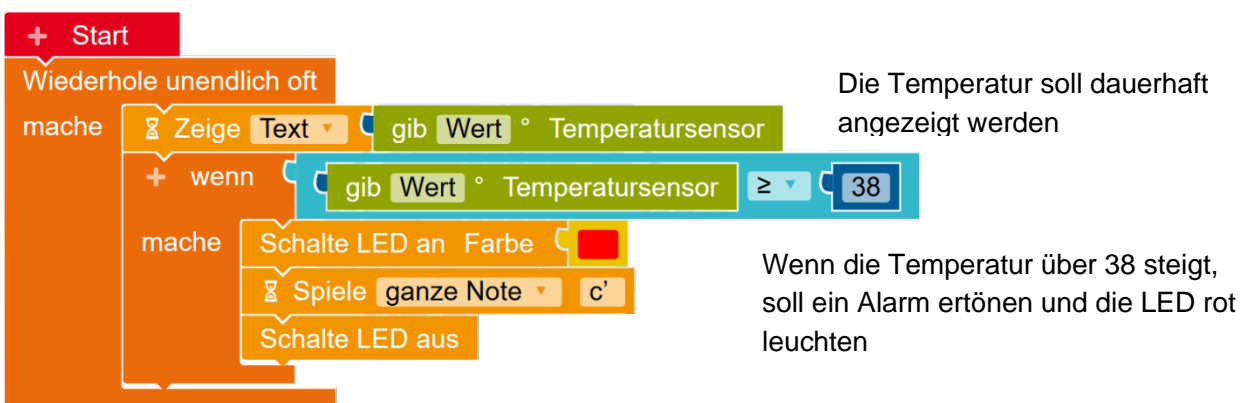 + Start
Wiederhole unendlich oft
mache Zeige Text gib Wert ° Temperatursensor
Die Temperatur soll dauerhaft
angezeigt werden
+ wenn gib Wert ° Temperatursensor ≥ 38
mache Schalte LED an Farbe
Spiele ganze Note c’
Schalte LED aus
Wenn die Temperatur über 38 steigt,
soll ein Alarm ertönen und die LED rot
leuchten